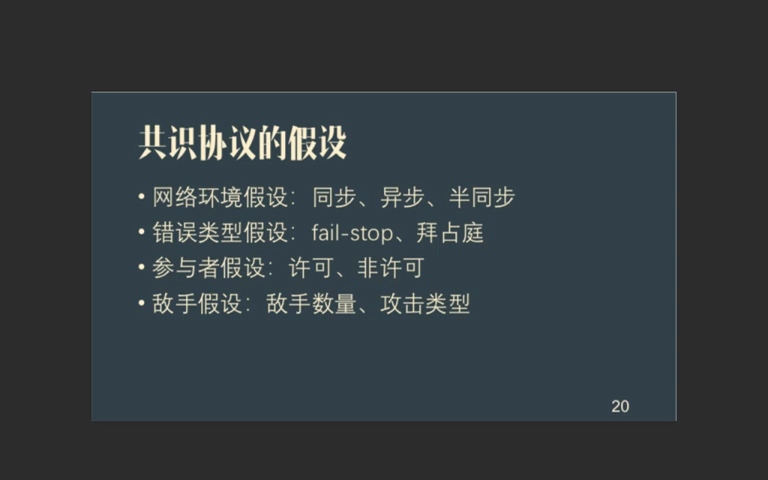 共识协议的假设
• 网络环境假设：同步、异步、半同步
• 错误类型假设：fail-stop、拜占庭
• 参与者假设：许可、非许可
• 敌手假设：敌手数量、攻击类型
20